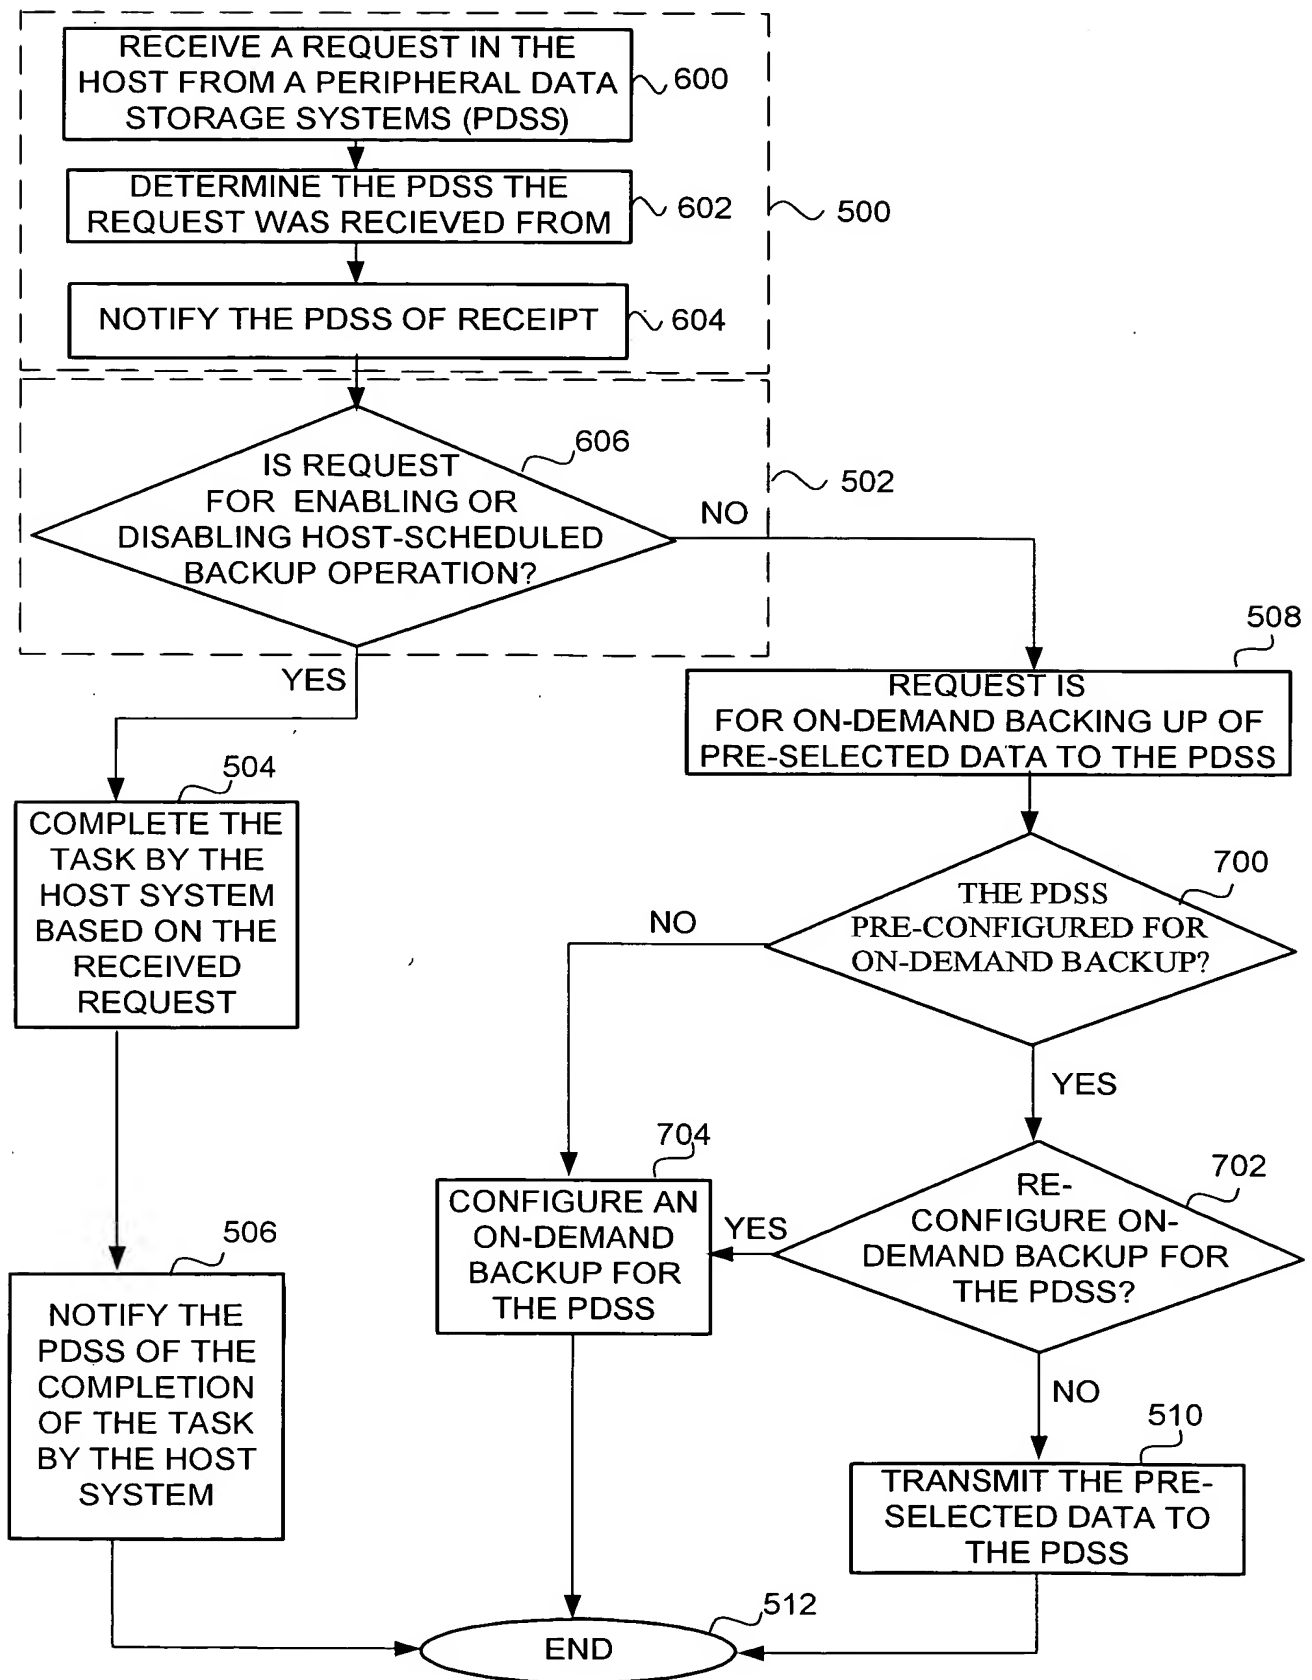 RECEIVE A REQUEST IN THE
HOST FROM A PERIPHERAL DATA
STORAGE SYSTEMS (PDSS)
600
DETERMINE THE PDSS THE
REQUEST WAS RECIEVED FROM
602
500
NOTIFY THE PDSS OF RECEIPT
604
606
IS REQUEST
FOR ENABLING OR
DISABLING HOST-SCHEDULED
BACKUP OPERATION?
502
NO
YES
508
REQUEST IS
FOR ON-DEMAND BACKING UP OF
PRE-SELECTED DATA TO THE PDSS
504
COMPLETE THE
TASK BY THE
HOST SYSTEM
BASED ON THE
RECEIVED
REQUEST
700
THE PDSS
PRE-CONFIGURED FOR
ON-DEMAND BACKUP?
NO
YES
704
CONFIGURE AN
ON-DEMAND
BACKUP FOR
THE PDSS
YES
702
RE-
CONFIGURE ON-
DEMAND BACKUP FOR
THE PDSS?
NO
506
NOTIFY THE
PDSS OF THE
COMPLETION
OF THE TASK
BY THE HOST
SYSTEM
510
TRANSMIT THE PRE-
SELECTED DATA TO
THE PDSS
512
END